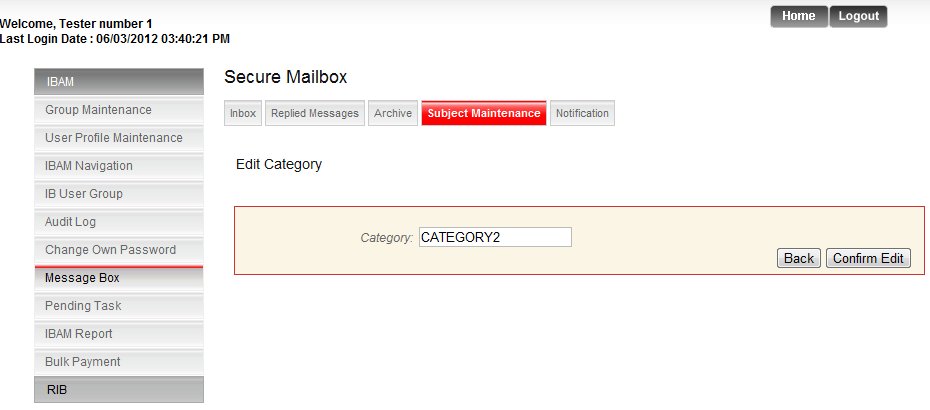 Home Logout
Welcome, Tester number 1
Last Login Date : 06/03/2012 03:40:21 PM
IBAM
Group Maintenance
User Profile Maintenance
IBAM Navigation
IB User Group
Audit Log
Change Own Password
Message Box
Pending Task
IBAM Report
Bulk Payment
RIB
Secure Mailbox
Inbox Replied Messages Archive Subject Maintenance Notification
Edit Category
Category: CATEGORY2
Back Confirm Edit